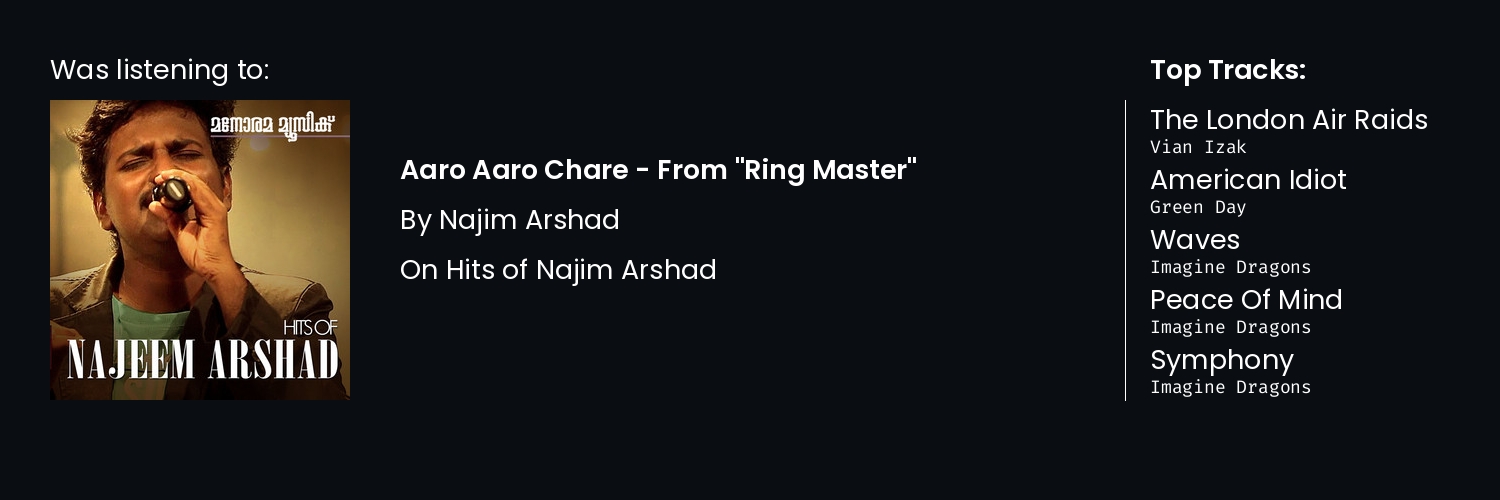 Was listening to:
മനോരമ മ്യൂസിക്ക്
HITS OF
NAJEEM ARSHAD
Aaro Aaro Chare - From "Ring Master"
By Najim Arshad
On Hits of Najim Arshad
Top Tracks:
The London Air Raids
Vian Izak
American Idiot
Green Day
Waves
Imagine Dragons
Peace Of Mind
Imagine Dragons
Symphony
Imagine Dragons